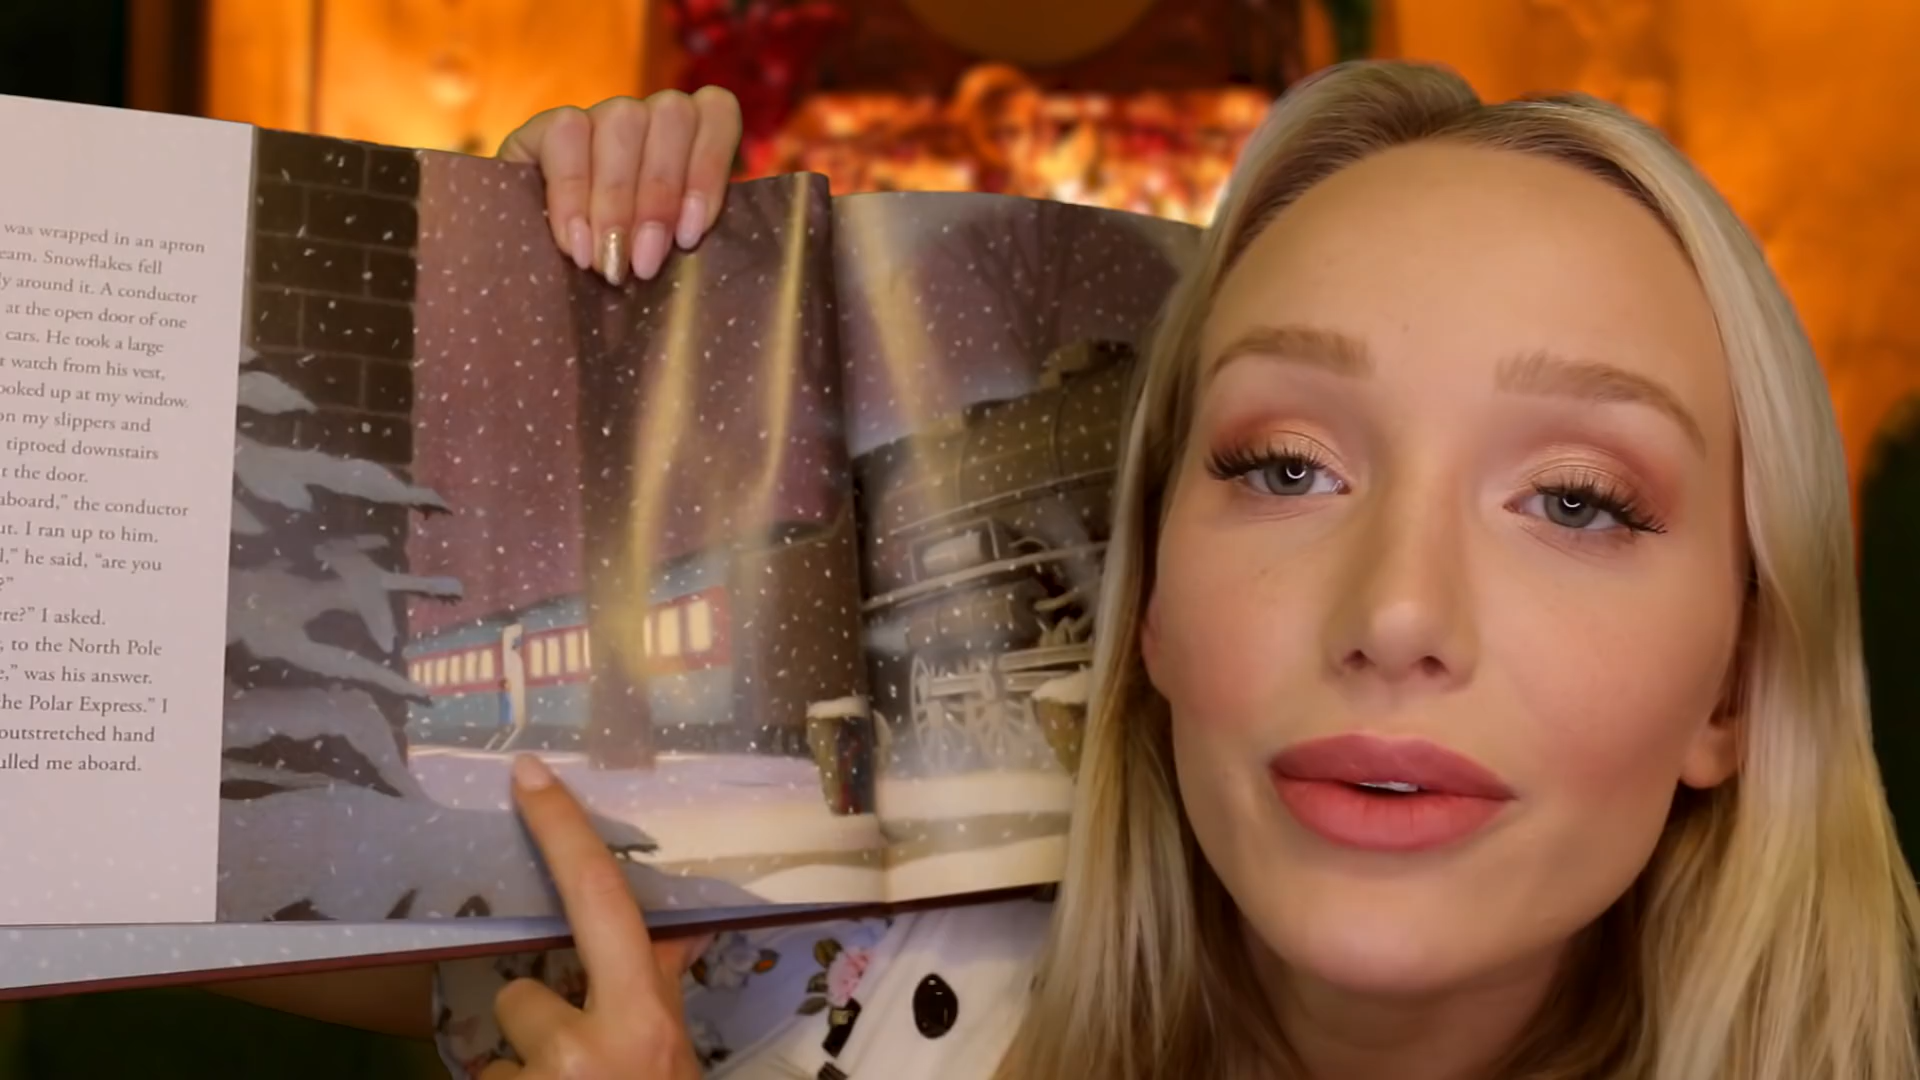 was wrapped in an apron
eam. Snowflakes fell
y around it. A conductor
at the open door of one
cars. He took a large
t watch from his vest,
ooked up at my window.
on my slippers and
tiptoed downstairs
t the door.
aboard,” the conductor
ut. I ran up to him.
l,” he said, “are you
?”
re?” I asked.
, to the North Pole
e,” was his answer.
he Polar Express.” I
outstretched hand
ulled me aboard.